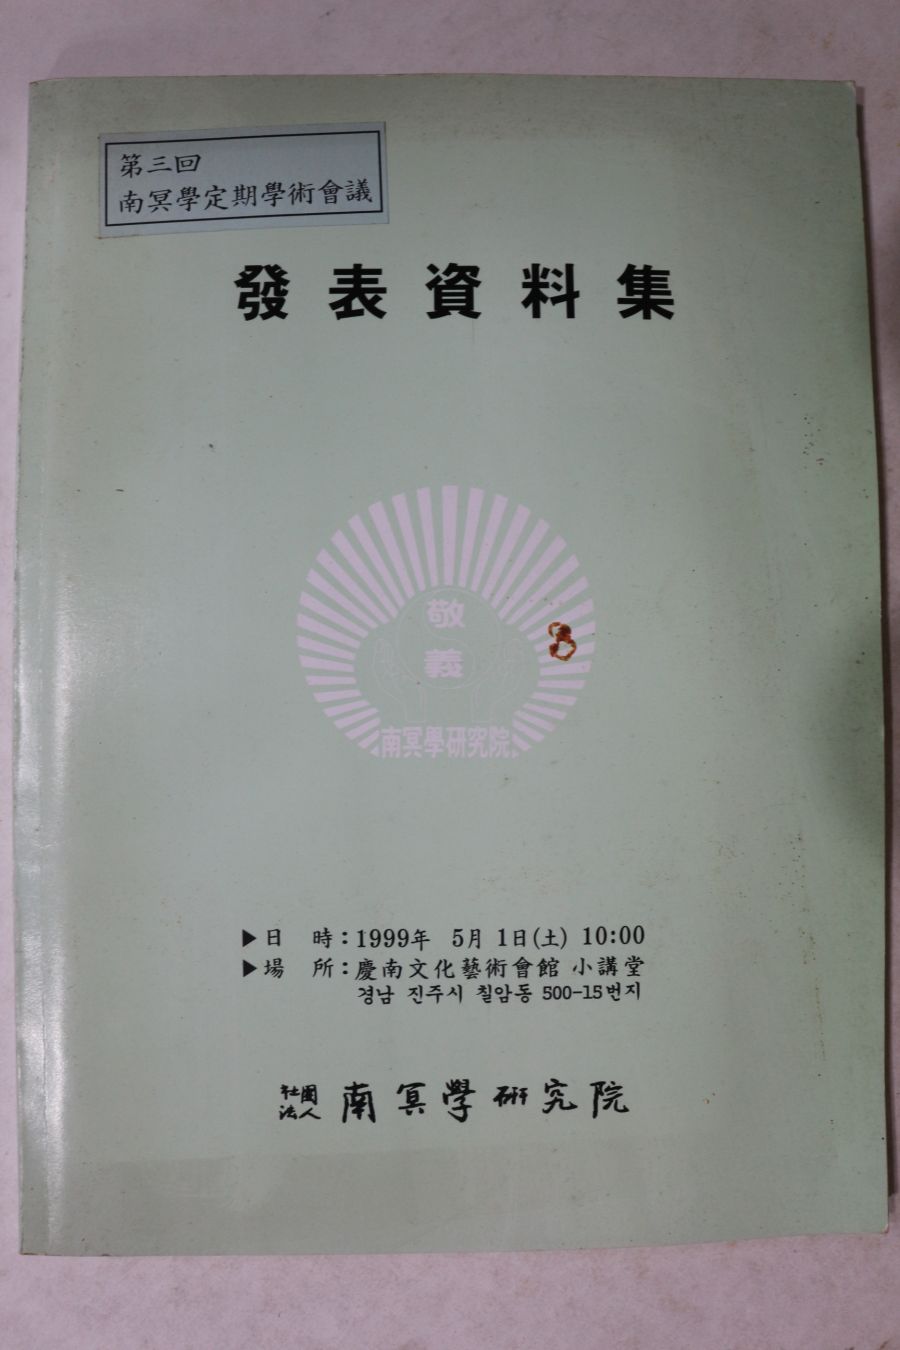 第三回
南冥學定期學術會議
發表資料集
敬
義
南冥學研究院
▶日 時 : 1999年 5月 1日(土) 10:00
▶場 所 : 慶南文化藝術會館 小講堂
경남 진주시 칠암동 500-15번지
社團法人 南冥學硏究院